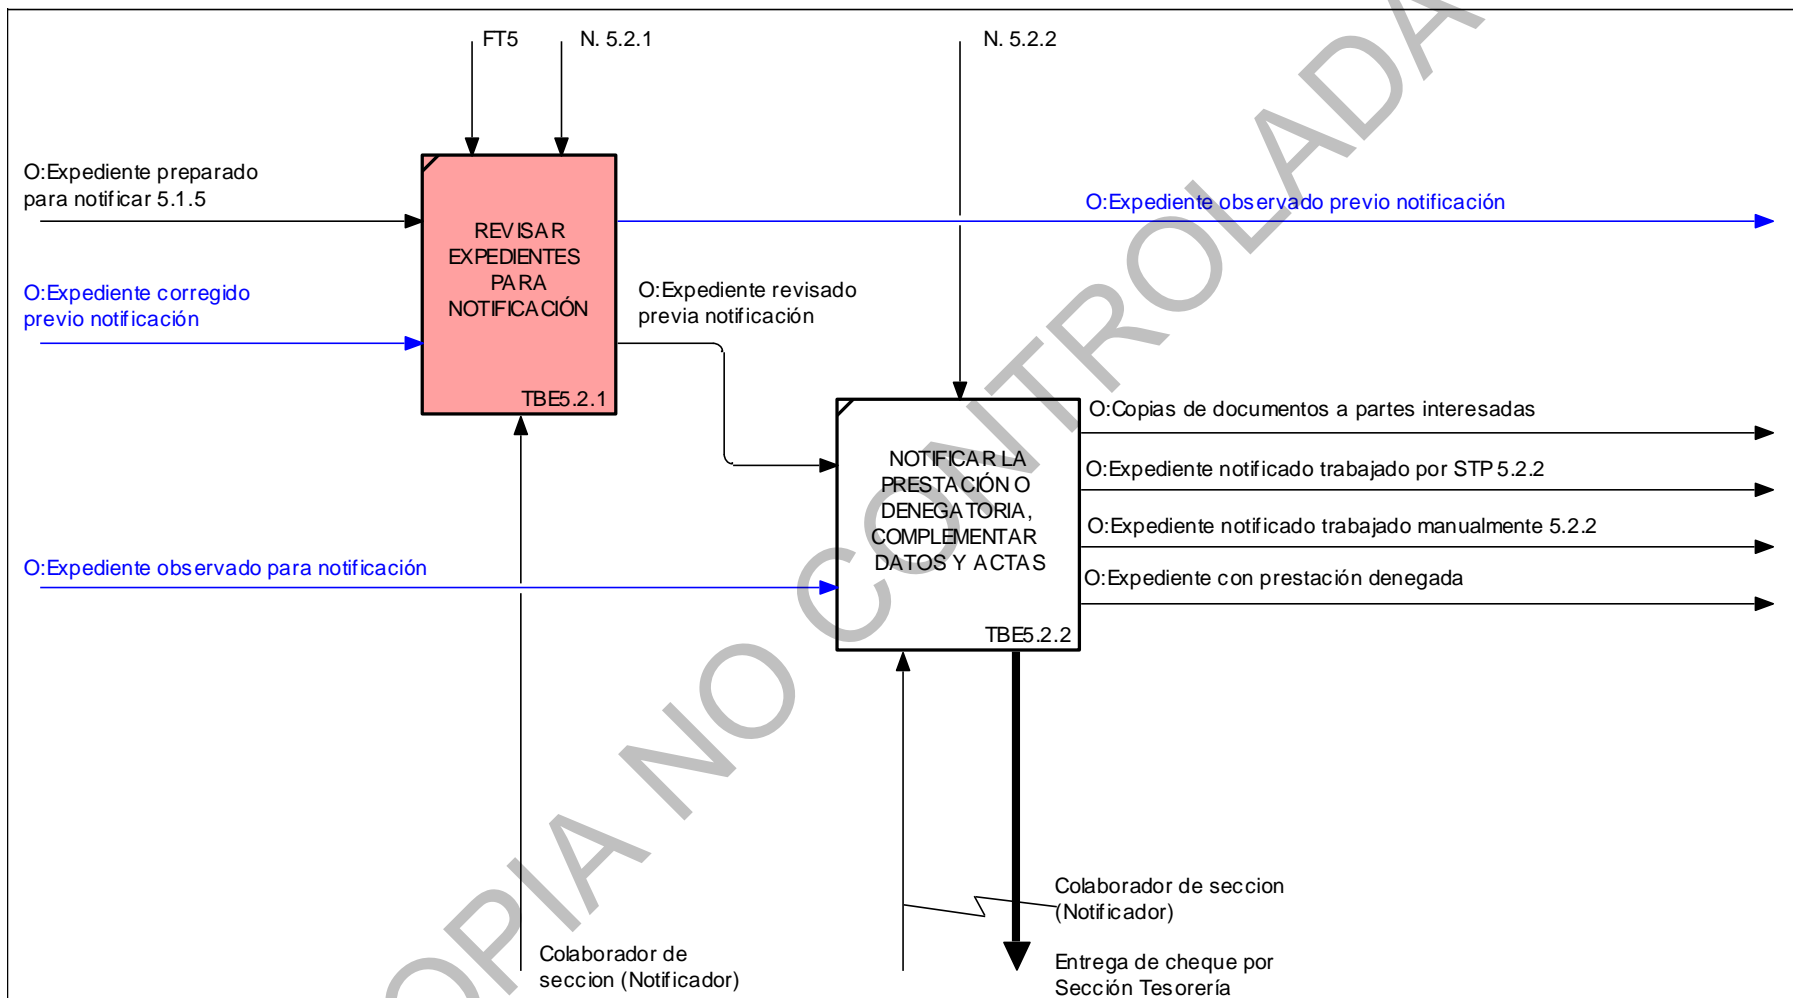 FT5
N. 5.2.1
N. 5.2.2
O:Expediente preparado
para notificar 5.1.5
O:Expediente corregido
previo notificación
REVISAR
EXPEDIENTES
PARA
NOTIFICACIÓN
TBE5.2.1
O:Expediente observado previo notificación
O:Expediente revisado
previa notificación
O:Expediente observado para notificación
NOTIFICAR LA
PRESTACIÓN O
DENEGATORIA,
COMPLEMENTAR
DATOS Y ACTAS
TBE5.2.2
O:Copias de documentos a partes interesadas
O:Expediente notificado trabajado por STP 5.2.2
O:Expediente notificado trabajado manualmente 5.2.2
O:Expediente con prestación denegada
Colaborador de
seccion (Notificador)
Colaborador de seccion
(Notificador)
Entrega de cheque por
Sección Tesorería
OPIA NO CONTROLADA